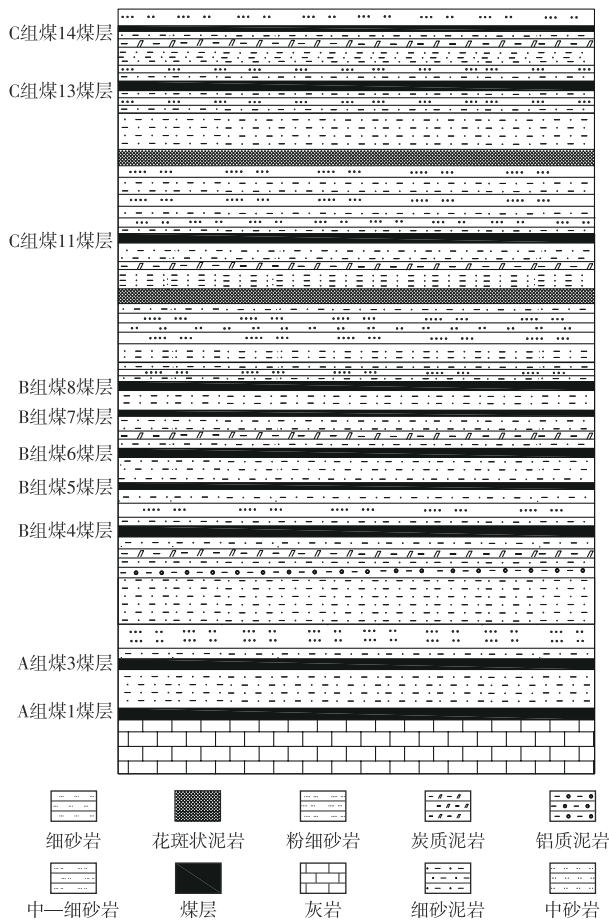 C组煤14煤层
C组煤13煤层
C组煤11煤层
B组煤8煤层
B组煤7煤层
B组煤6煤层
B组煤5煤层
B组煤4煤层
A组煤3煤层
A组煤1煤层
细砂岩 花斑状泥岩 粉细砂岩 炭质泥岩 铝质泥岩
中—细砂岩 煤层 灰岩 细砂泥岩 中砂岩